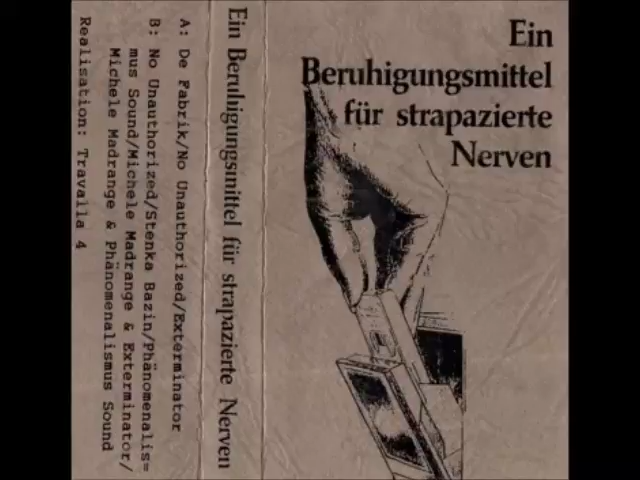 Ein
Beruhigungsmittel
für strapazierte
Nerven
Ein Beruhigungsmittel für strapazierte Nerven
A: De Fabrik/No Unauthorized/Exterminator
B: No Unauthorized/Stenka Bazin/Phänomenalis=
mus Sound/Michele Madrange & Exterminator/
Michele Madrange & Phänomenalismus Sound
Realisation: Travalla 4